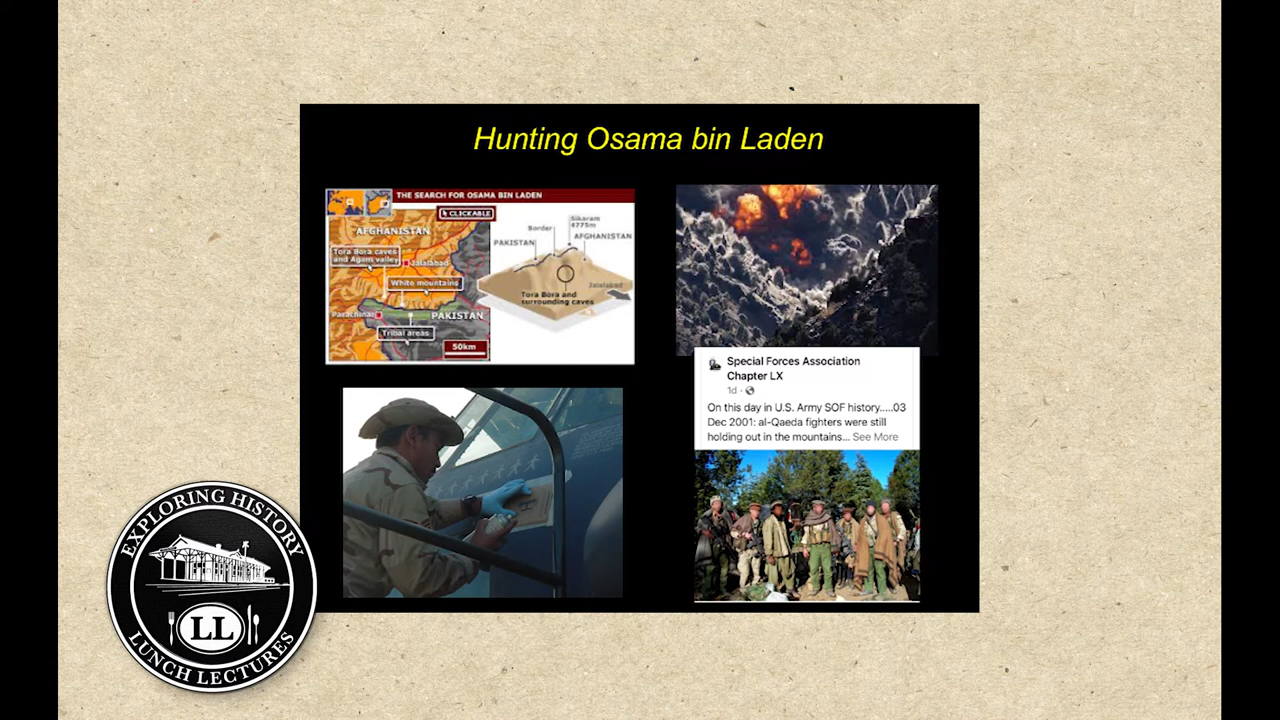 Hunting Osama bin Laden
THE SEARCH FOR OSAMA BIN LADEN
CLICKABLE
AFGHANISTAN
Tora Bora caves
and Agam valley
Jalalabad
White mountains
Parachinar
PAKISTAN
Tribal areas
50km
Sikaram
4775m
Border
AFGHANISTAN
PAKISTAN
Jalalabad
Tora Bora and
surrounding caves
Special Forces Association
Chapter LX
1d ·
On this day in U.S. Army SOF history.....03
Dec 2001: al-Qaeda fighters were still
holding out in the mountains... See More
EXPLORING HISTORY
LL
LUNCH LECTURES